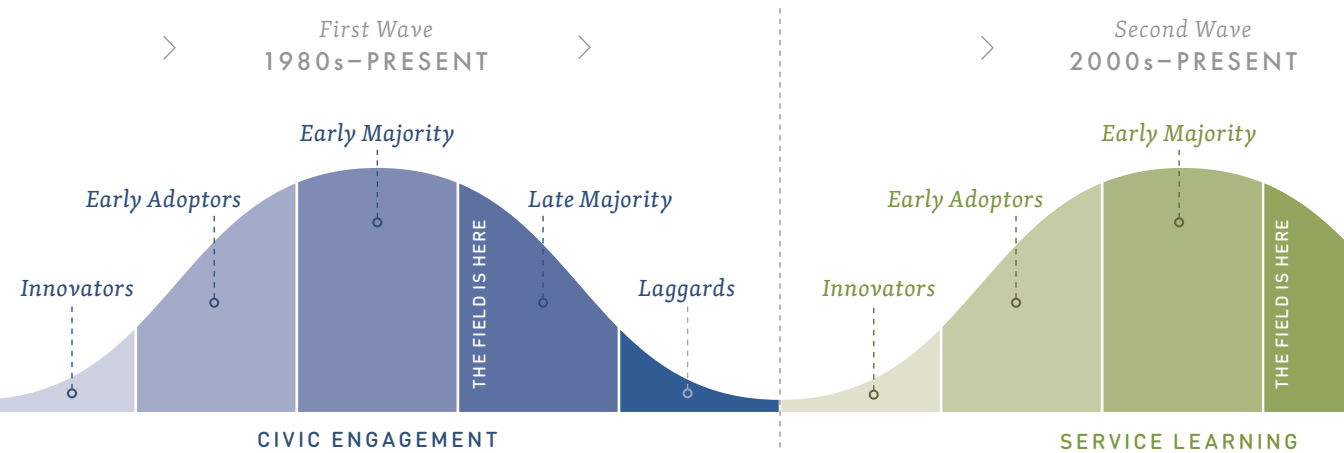 First Wave
1980s–PRESENT
Early Majority
Early Adoptors
Late Majority
Innovators
Laggards
THE FIELD IS HERE
CIVIC ENGAGEMENT
Second Wave
2000s–PRESENT
Early Majority
Early Adoptors
Innovators
THE FIELD IS HERE
SERVICE LEARNING